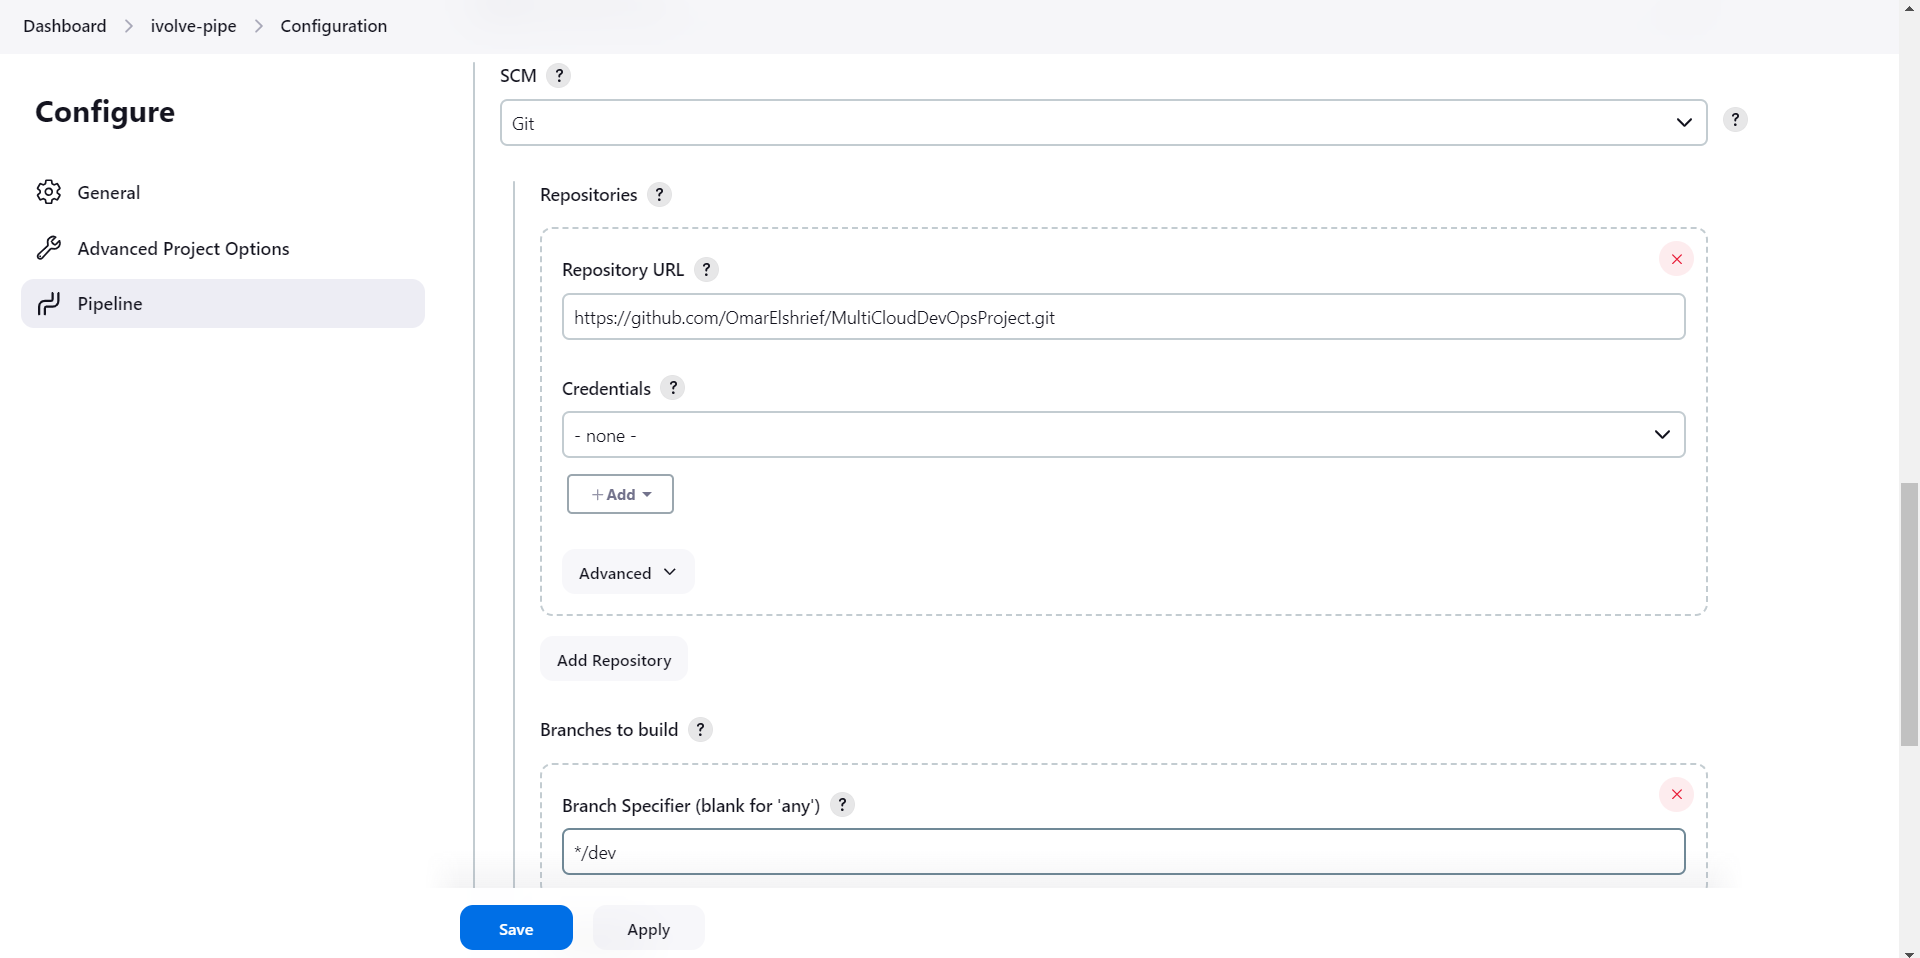 Dashboard > ivolve-pipe > Configuration
Configure
General
Advanced Project Options
Pipeline
SCM ?
Git
?
Repositories ?
Repository URL ?
https://github.com/OmarElshrief/MultiCloudDevOpsProject.git
Credentials ?
- none -
+ Add
Advanced
Add Repository
Branches to build ?
Branch Specifier (blank for 'any') ?
*/dev
Save Apply